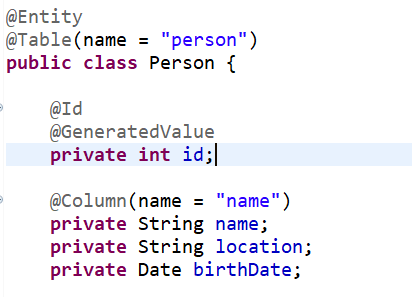 @Entity
@Table(name = "person")
public class Person {
@Id
@GeneratedValue
private int id;
@Column(name = "name")
private String name;
private String location;
private Date birthDate;